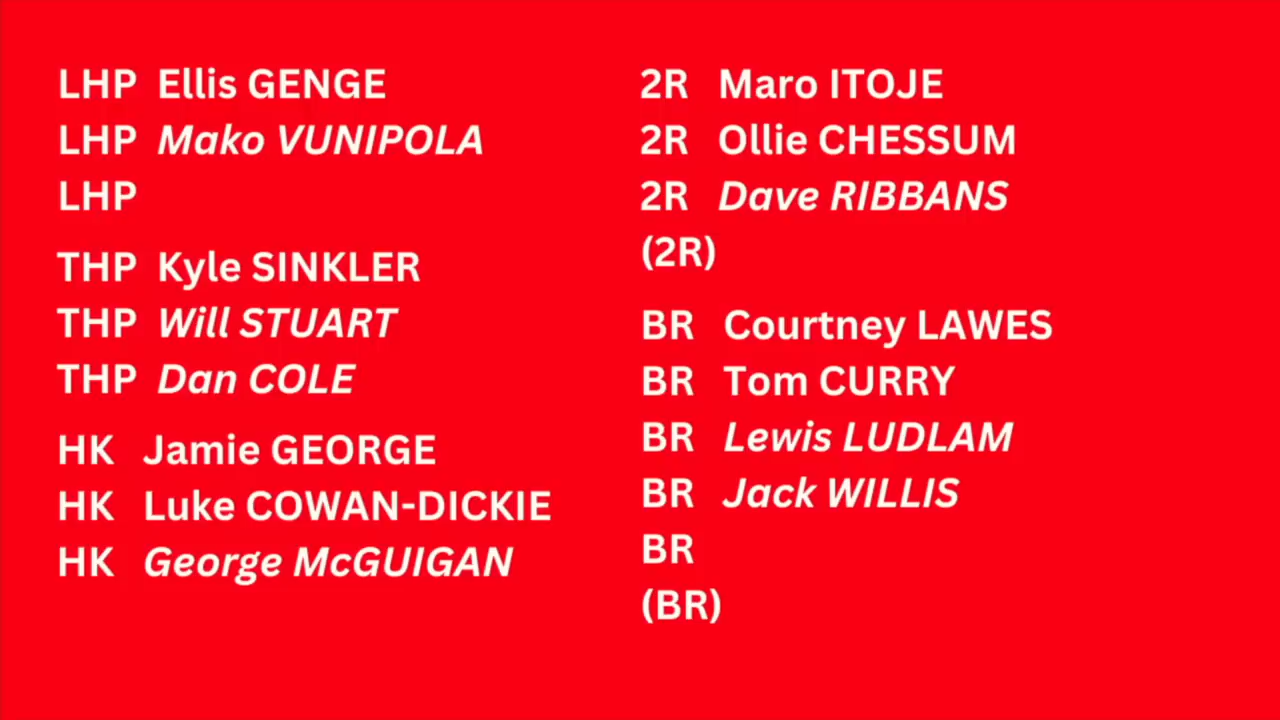 LHP Ellis GENGE
LHP Mako VUNIPOLA
LHP
THP Kyle SINKLER
THP Will STUART
THP Dan COLE
HK Jamie GEORGE
HK Luke COWAN-DICKIE
HK George McGUIGAN
2R Maro ITOJE
2R Ollie CHESSUM
2R Dave RIBBANS
(2R)
BR Courtney LAWES
BR Tom CURRY
BR Lewis LUDLAM
BR Jack WILLIS
BR
(BR)